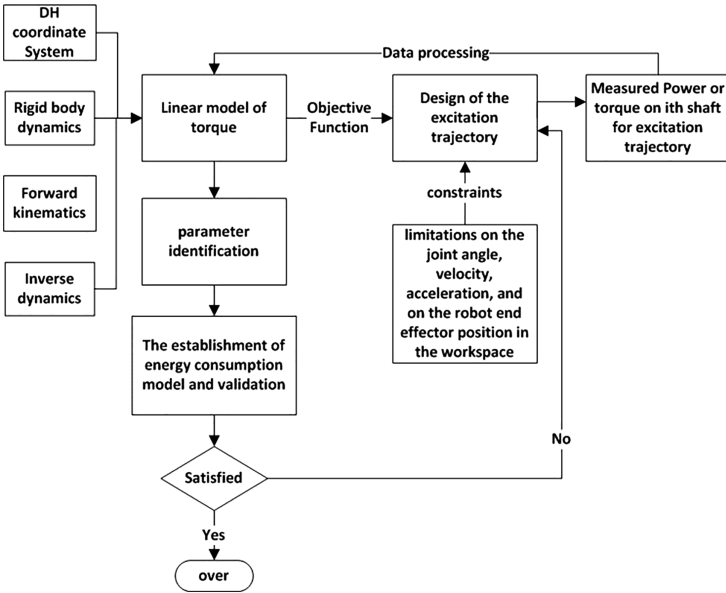 DH
coordinate
System
Data processing
Rigid body
dynamics
Linear model of
torque
Objective
Function
Design of the
excitation
trajectory
Measured Power or
torque on ith shaft
for excitation
trajectory
Forward
kinematics
constraints
parameter
identification
limitations on the
joint angle,
velocity,
acceleration, and
on the robot end
effector position in
the workspace
Inverse
dynamics
The establishment of
energy consumption
model and validation
No
Satisfied
Yes
over